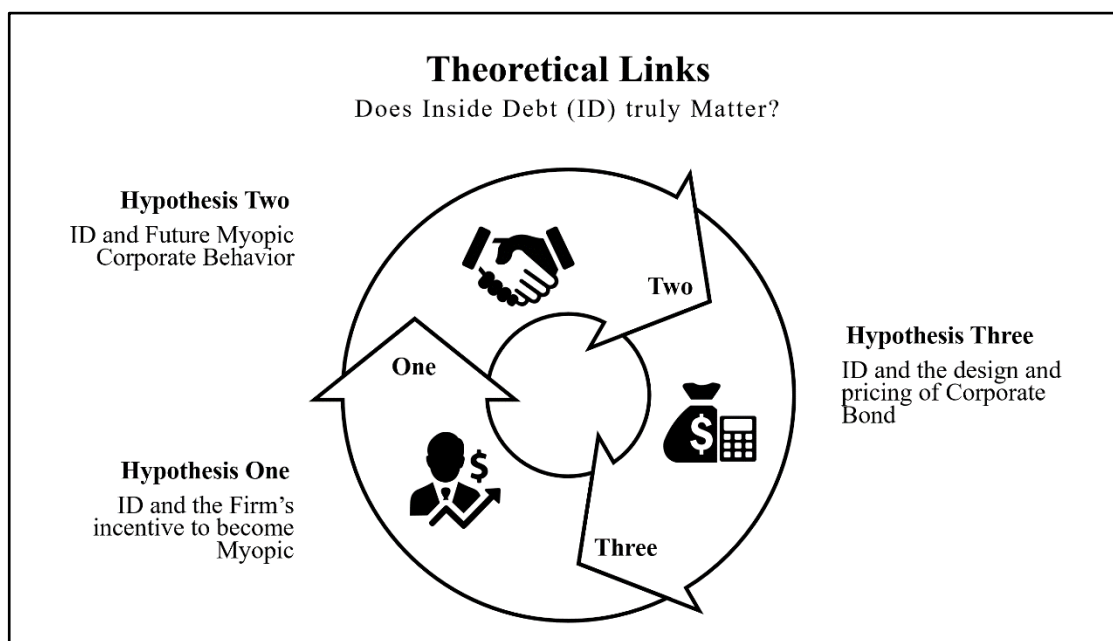 Theoretical Links
Does Inside Debt (ID) truly Matter?
Hypothesis Two
ID and Future Myopic
Corporate Behavior
Two
Hypothesis Three
ID and the design and
pricing of Corporate
Bond
$
One
$
Hypothesis One
ID and the Firm's
incentive to become
Myopic
Three